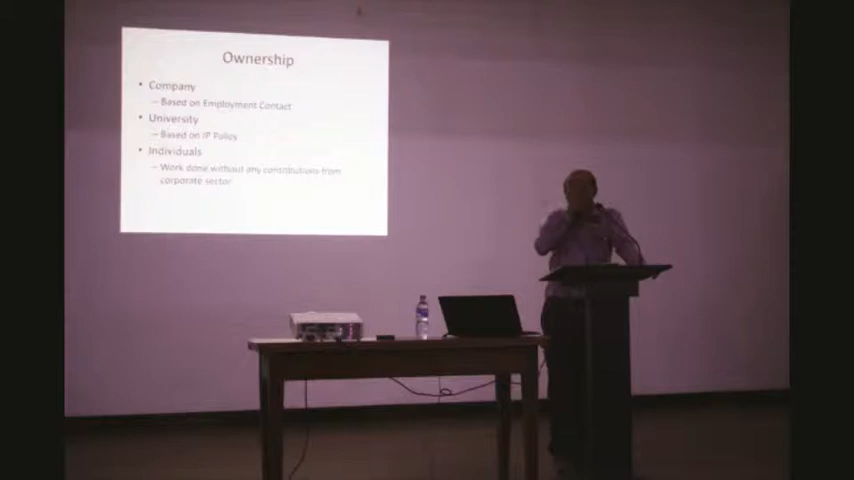 Ownership
• Company
– Based on Employment Contact
• University
– Based on IP Policy
• Individuals
– Work done without any contributions from
corporate sector